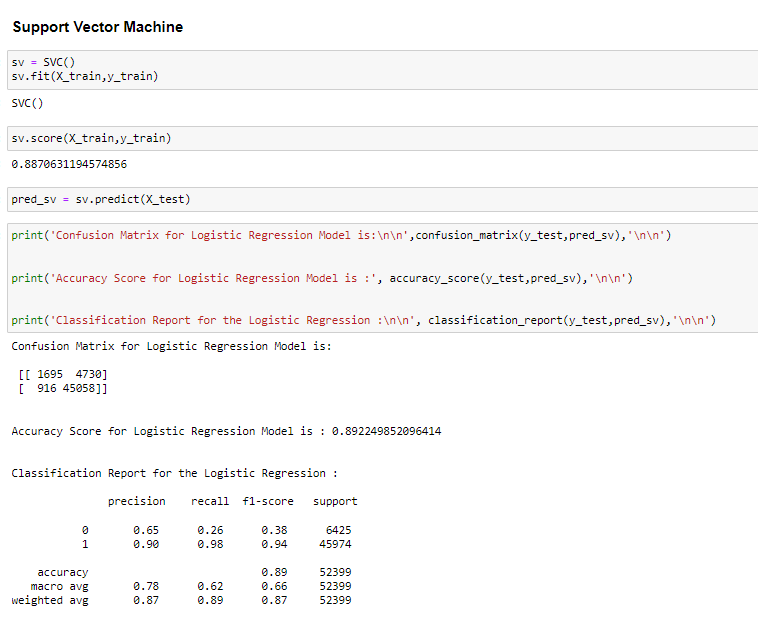 Support Vector Machine
sv = SVC()
sv.fit(X_train,y_train)
SVC()
sv.score(X_train,y_train)
0.8870631194574856
pred_sv = sv.predict(X_test)
print('Confusion Matrix for Logistic Regression Model is:\n\n',confusion_matrix(y_test,pred_sv),'\n\n')
print('Accuracy Score for Logistic Regression Model is :', accuracy_score(y_test,pred_sv),'\n\n')
print('Classification Report for the Logistic Regression :\n\n', classification_report(y_test,pred_sv),'\n\n')
Confusion Matrix for Logistic Regression Model is:
[[ 1695  4730]
[  916 45058]]
Accuracy Score for Logistic Regression Model is : 0.892249852096414
Classification Report for the Logistic Regression :
precision    recall  f1-score   support
0       0.65      0.26      0.38      6425
1       0.90      0.98      0.94     45974
accuracy                           0.89     52399
macro avg       0.78      0.62      0.66     52399
weighted avg       0.87      0.89      0.87     52399